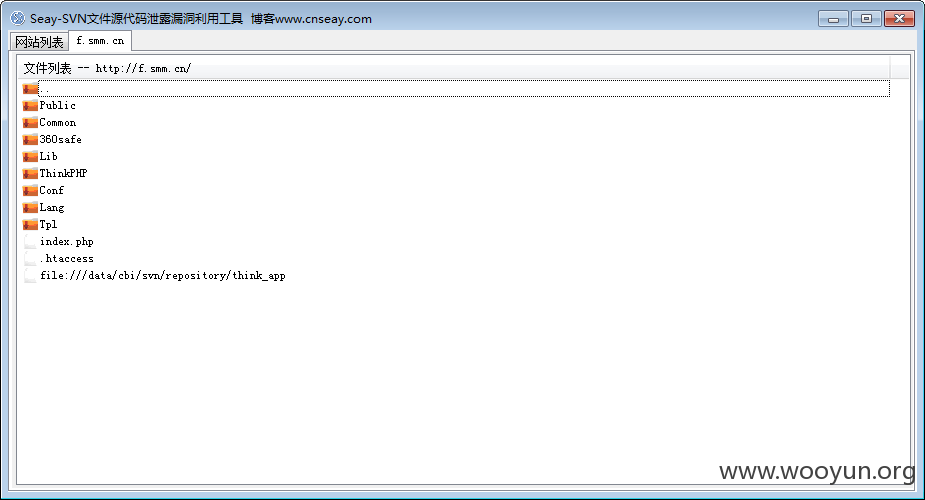 Seay-SVN文件源代码泄露漏洞利用工具 博客www.cnseay.com
网站列表 f.smm.cn
文件列表 -- http://f.smm.cn/
..
Public
Common
360safe
Lib
ThinkPHP
Conf
Lang
Tpl
index.php
.htaccess
file:///data/cbi/svn/repository/think_app
www.wooyun.org